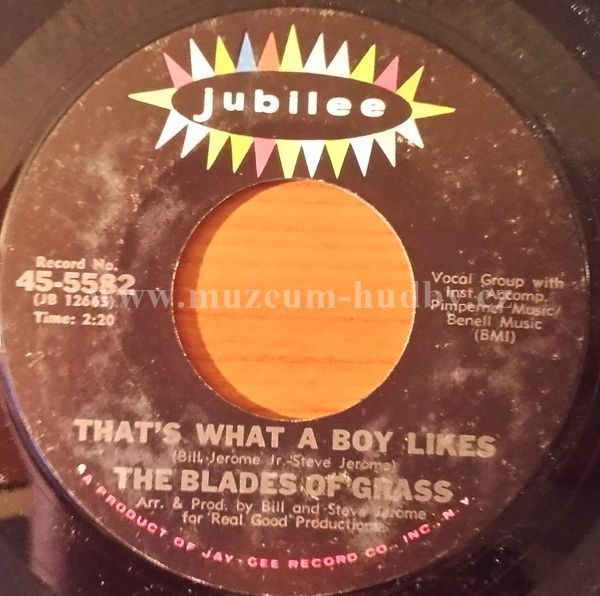 jubilee
Record No.
45-5582
(JB 12665)
Time: 2:20
Vocal Group with
Inst. Accomp.
Pimpernel Music/
Benell Music
(BMI)
www.muzeum-hudby.cz
THAT'S WHAT A BOY LIKES
(Bill Jerome Jr.-Steve Jerome)
THE BLADES OF GRASS
Arr. & Prod. by Bill and Steve Jerome
for 'Real Good' Productions
A PRODUCT OF JAY-GEE RECORD CO., INC., N.Y.